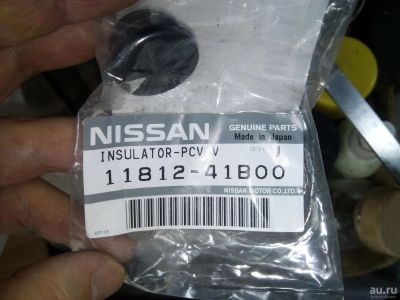 NISSAN
GENUINE PARTS
Made in Japan
INSULATOR-PCV V
11812-41B00
NISSAN MOTOR CO.,LTD.
au.ru